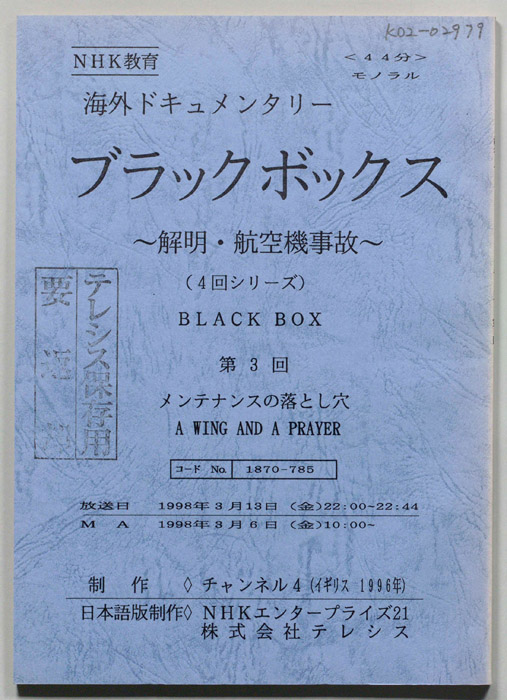 K02-02979
NHK教育
<44分>
モノラル
海外ドキュメンタリー
ブラックボックス
～解明・航空機事故～
(4回シリーズ)
BLACK BOX
テレシス保存用
要返
第3回
メンテナンスの落とし穴
A WING AND A PRAYER
コード No. 1870-785
放送日 1998年3月13日(金)22:00~22:44
MA 1998年3月6日(金)10:00~
制作◇チャンネル4(イギリス 1996年)
日本語版制作◇NHKエンタープライズ21
株式会社テレシス